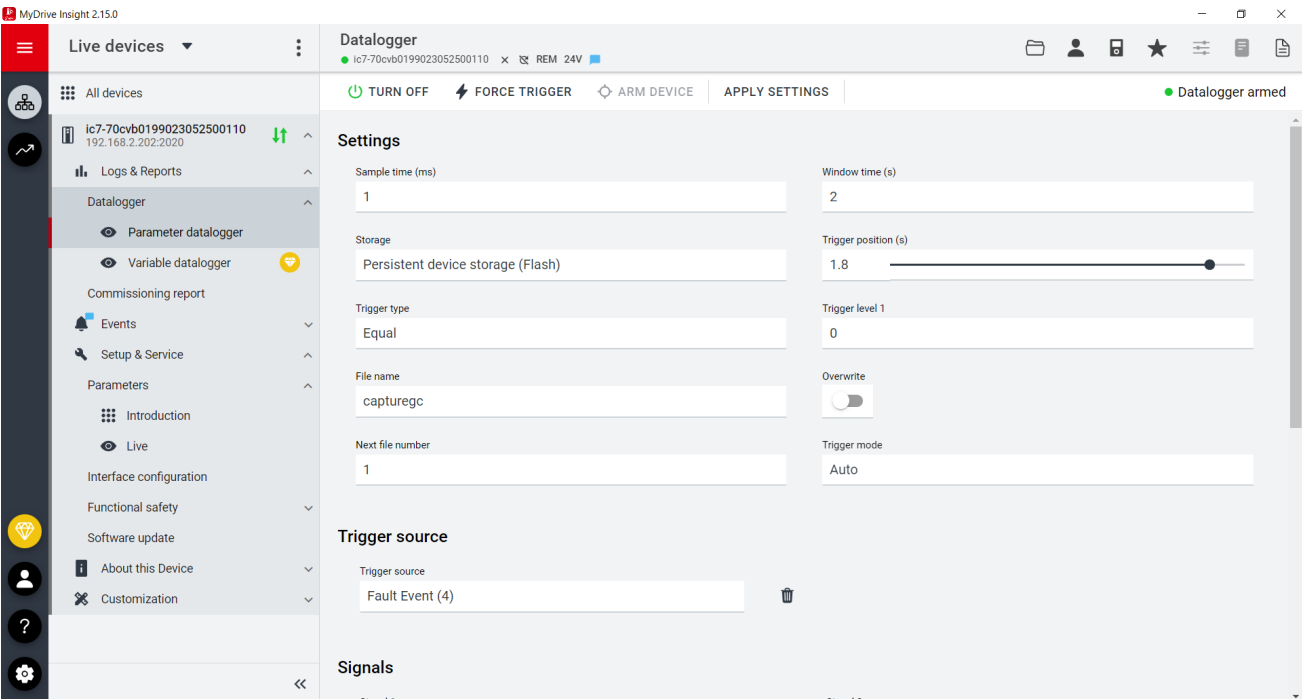 MyDrive Insight 2.15.0
Live devices
All devices
ic7-70cvb0199023052500110
192.168.2.202:2020
Logs & Reports
Datalogger
Parameter datalogger
Variable datalogger
Commissioning report
Events
Setup & Service
Parameters
Introduction
Live
Interface configuration
Functional safety
Software update
About this Device
Customization
Datalogger
ic7-70cvb0199023052500110 REM 24V
TURN OFF FORCE TRIGGER ARM DEVICE APPLY SETTINGS Datalogger armed
Settings
Sample time (ms)
1
Window time (s)
2
Storage
Persistent device storage (Flash)
Trigger position (s)
1.8
Trigger type
Equal
Trigger level 1
0
File name
capturegc
Overwrite
Next file number
1
Trigger mode
Auto
Trigger source
Trigger source
Fault Event (4)
Signals